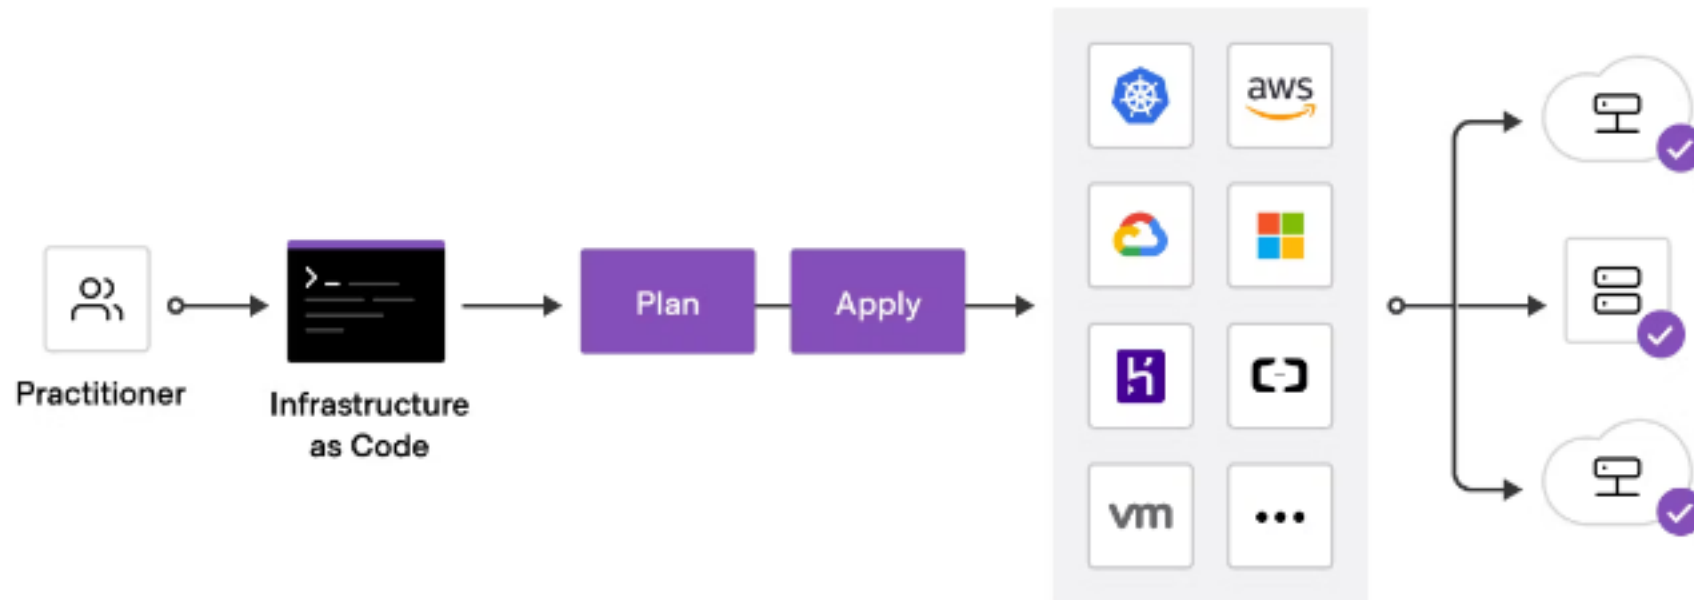 Practitioner
Infrastructure
as Code
Plan
Apply
aws
vm